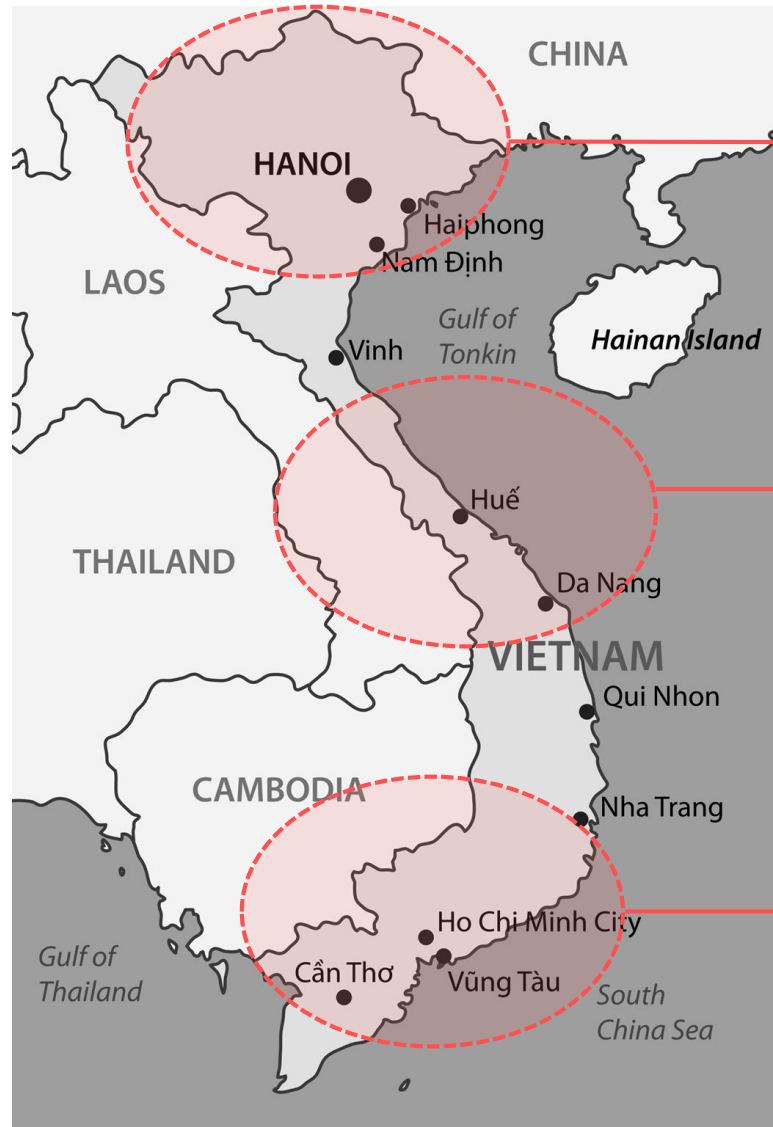 CHINA
HANOI
Haiphong
Nam Định
LAOS
Gulf of
Tonkin
Hainan Island
Vinh
Huế
THAILAND
Da Nang
VIETNAM
Qui Nhon
CAMBODIA
Nha Trang
Ho Chi Minh City
Gulf of
Thailand
Cần Thơ
Vũng Tàu
South
China Sea